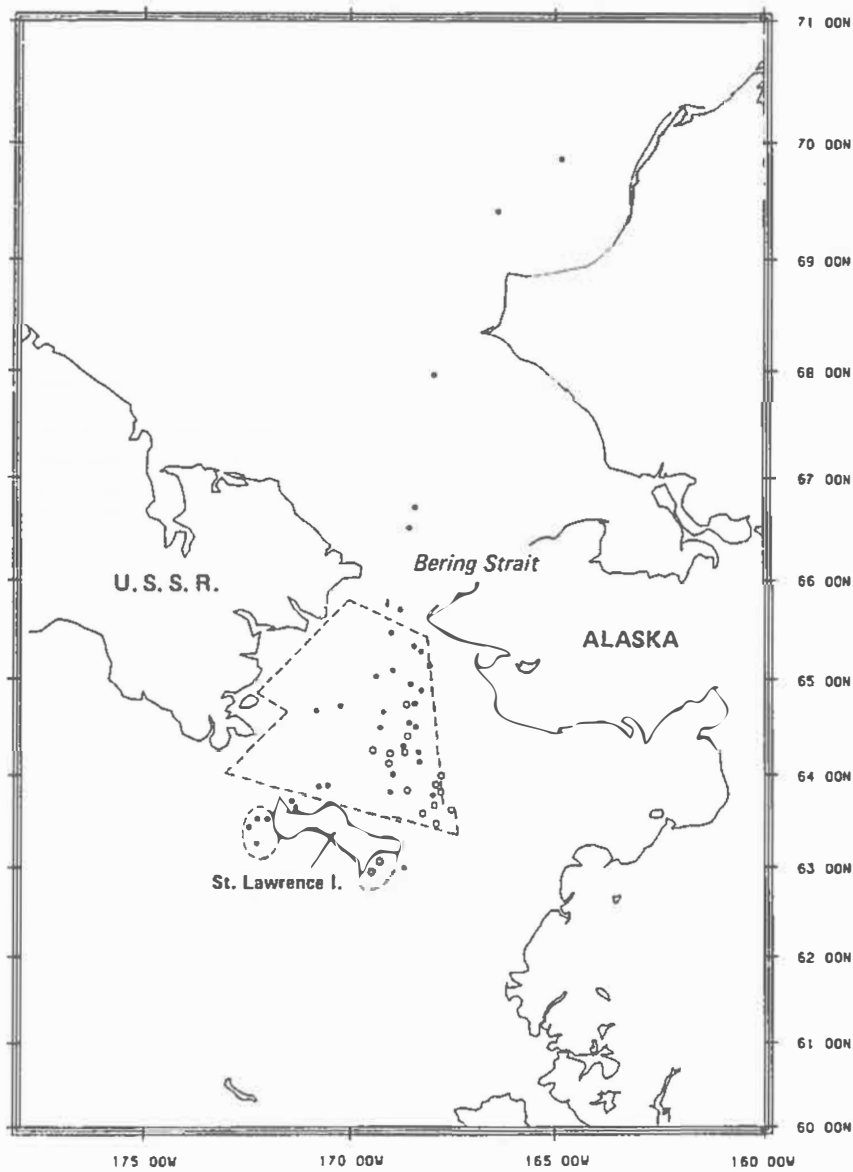 71 00N
70 00N
69 00N
68 00N
67 00N
Bering Strait
66 00N
U.S.S.R.
ALASKA
65 00N
64 00N
63 00N
St. Lawrence I.
62 00N
61 00N
60 00N
175 00W
170 00W
165 00W
160 00W